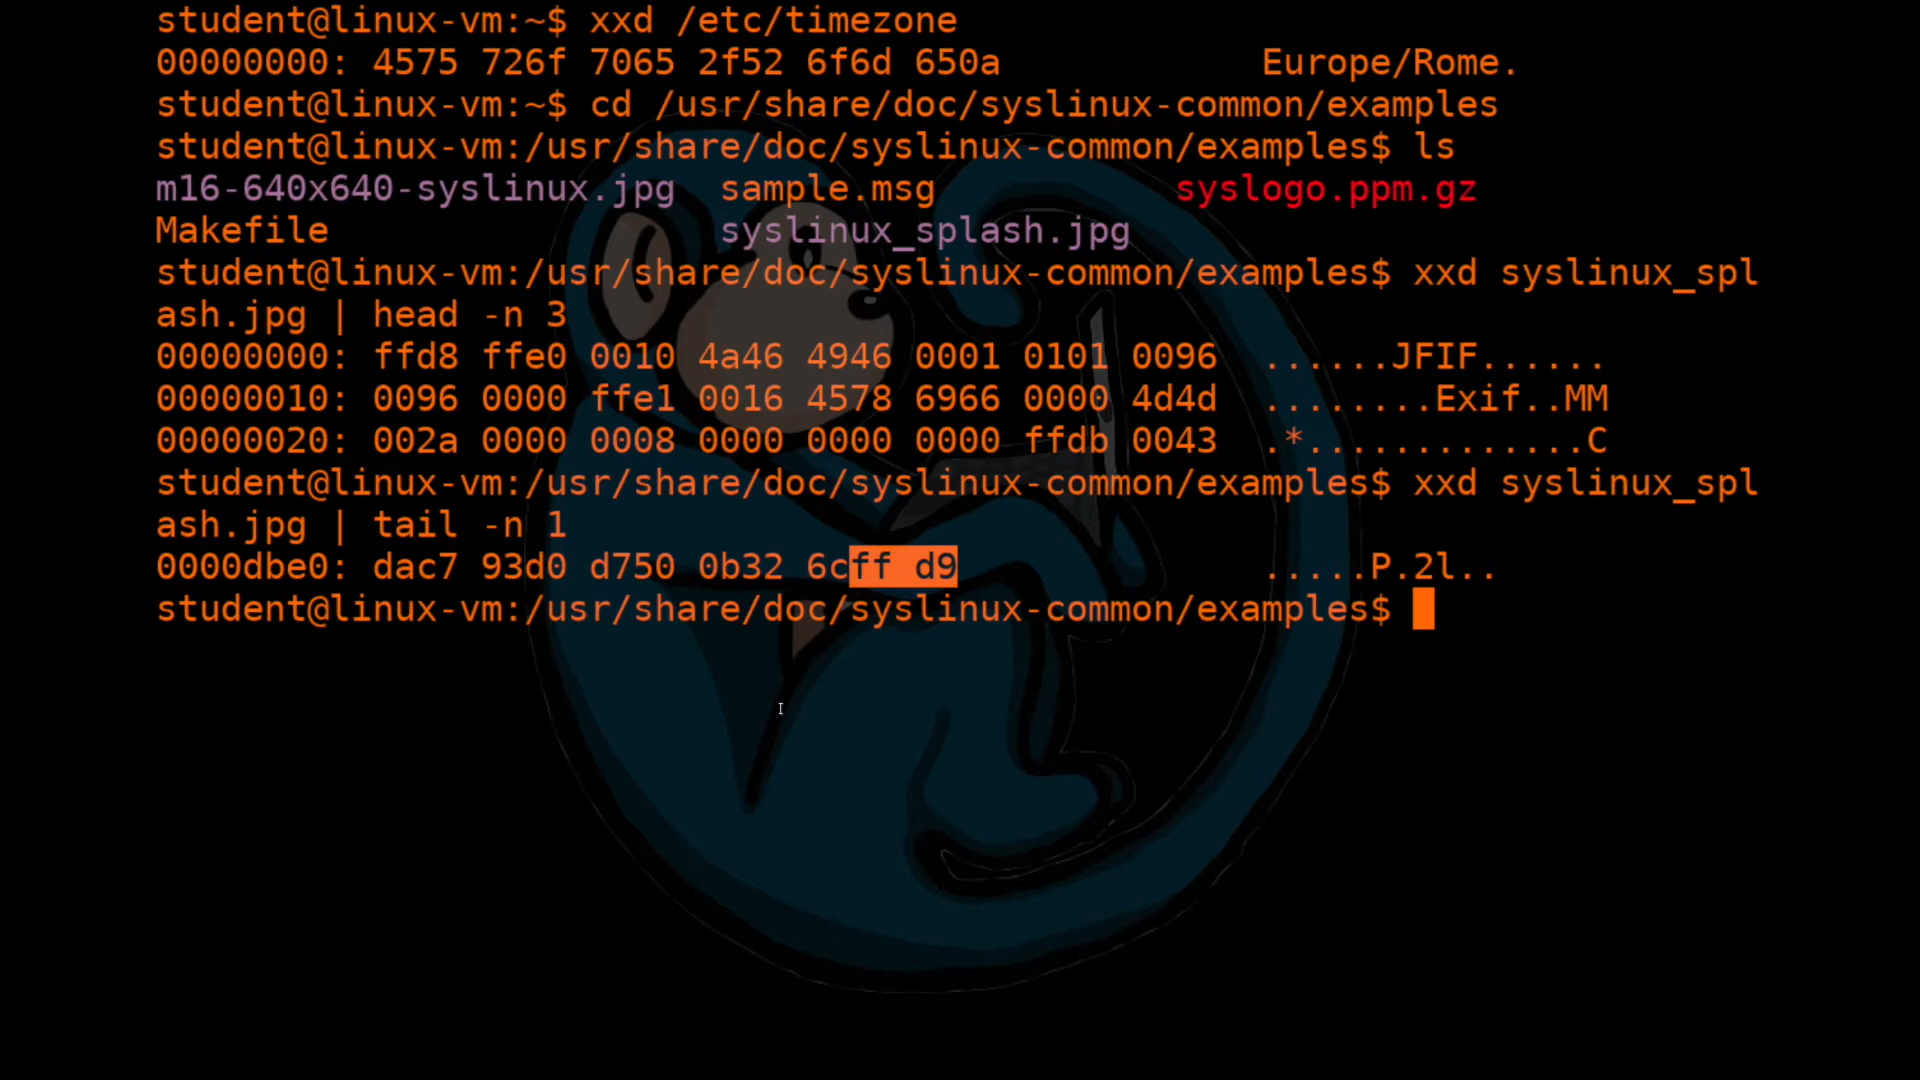 student@linux-vm:~$ xxd /etc/timezone
00000000: 4575 726f 7065 2f52 6f6d 650a Europe/Rome.
student@linux-vm:~$ cd /usr/share/doc/syslinux-common/examples
student@linux-vm:/usr/share/doc/syslinux-common/examples$ ls
m16-640x640-syslinux.jpg sample.msg syslogo.ppm.gz
Makefile syslinux_splash.jpg
student@linux-vm:/usr/share/doc/syslinux-common/examples$ xxd syslinux_spl
ash.jpg | head -n 3
00000000: ffd8 ffe0 0010 4a46 4946 0001 0101 0096 ......JFIF......
00000010: 0096 0000 ffe1 0016 4578 6966 0000 4d4d ........Exif..MM
00000020: 002a 0000 0008 0000 0000 0000 ffdb 0043 .*.............C
student@linux-vm:/usr/share/doc/syslinux-common/examples$ xxd syslinux_spl
ash.jpg | tail -n 1
0000dbe0: dac7 93d0 d750 0b32 6cff d9 .....P.2l..
student@linux-vm:/usr/share/doc/syslinux-common/examples$